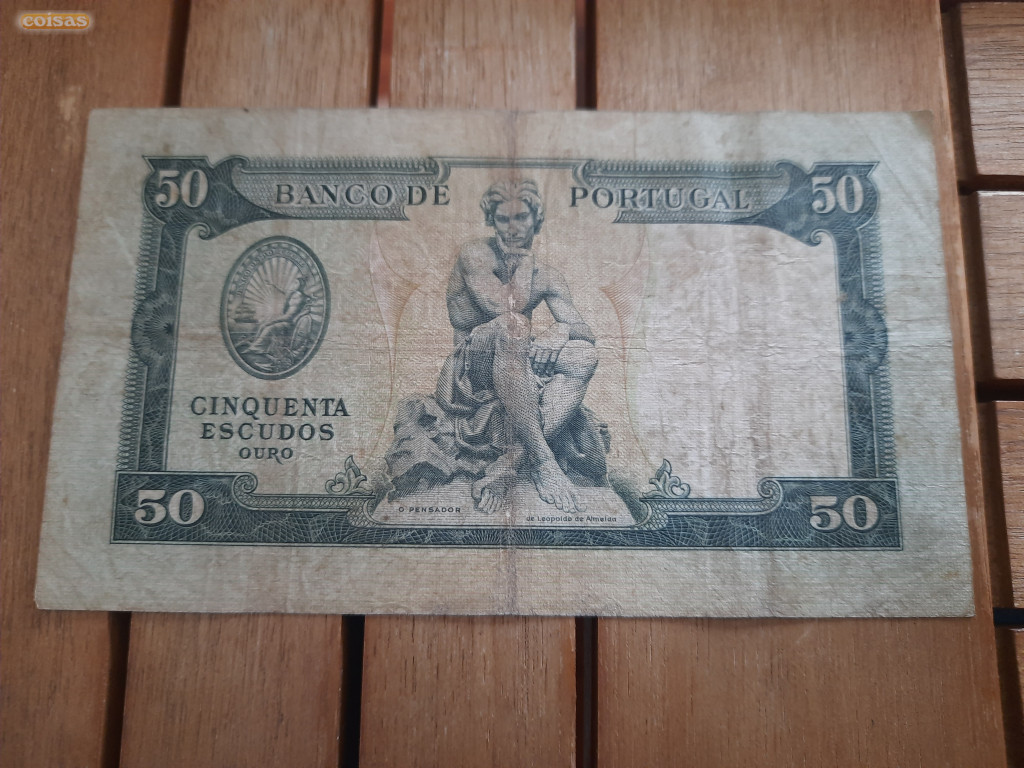 coisas
50 BANCO DE PORTUGAL 50
CINQUENTA
ESCUDOS
OURO
O PENSADOR
de Leopoldo de Almeida
50 50